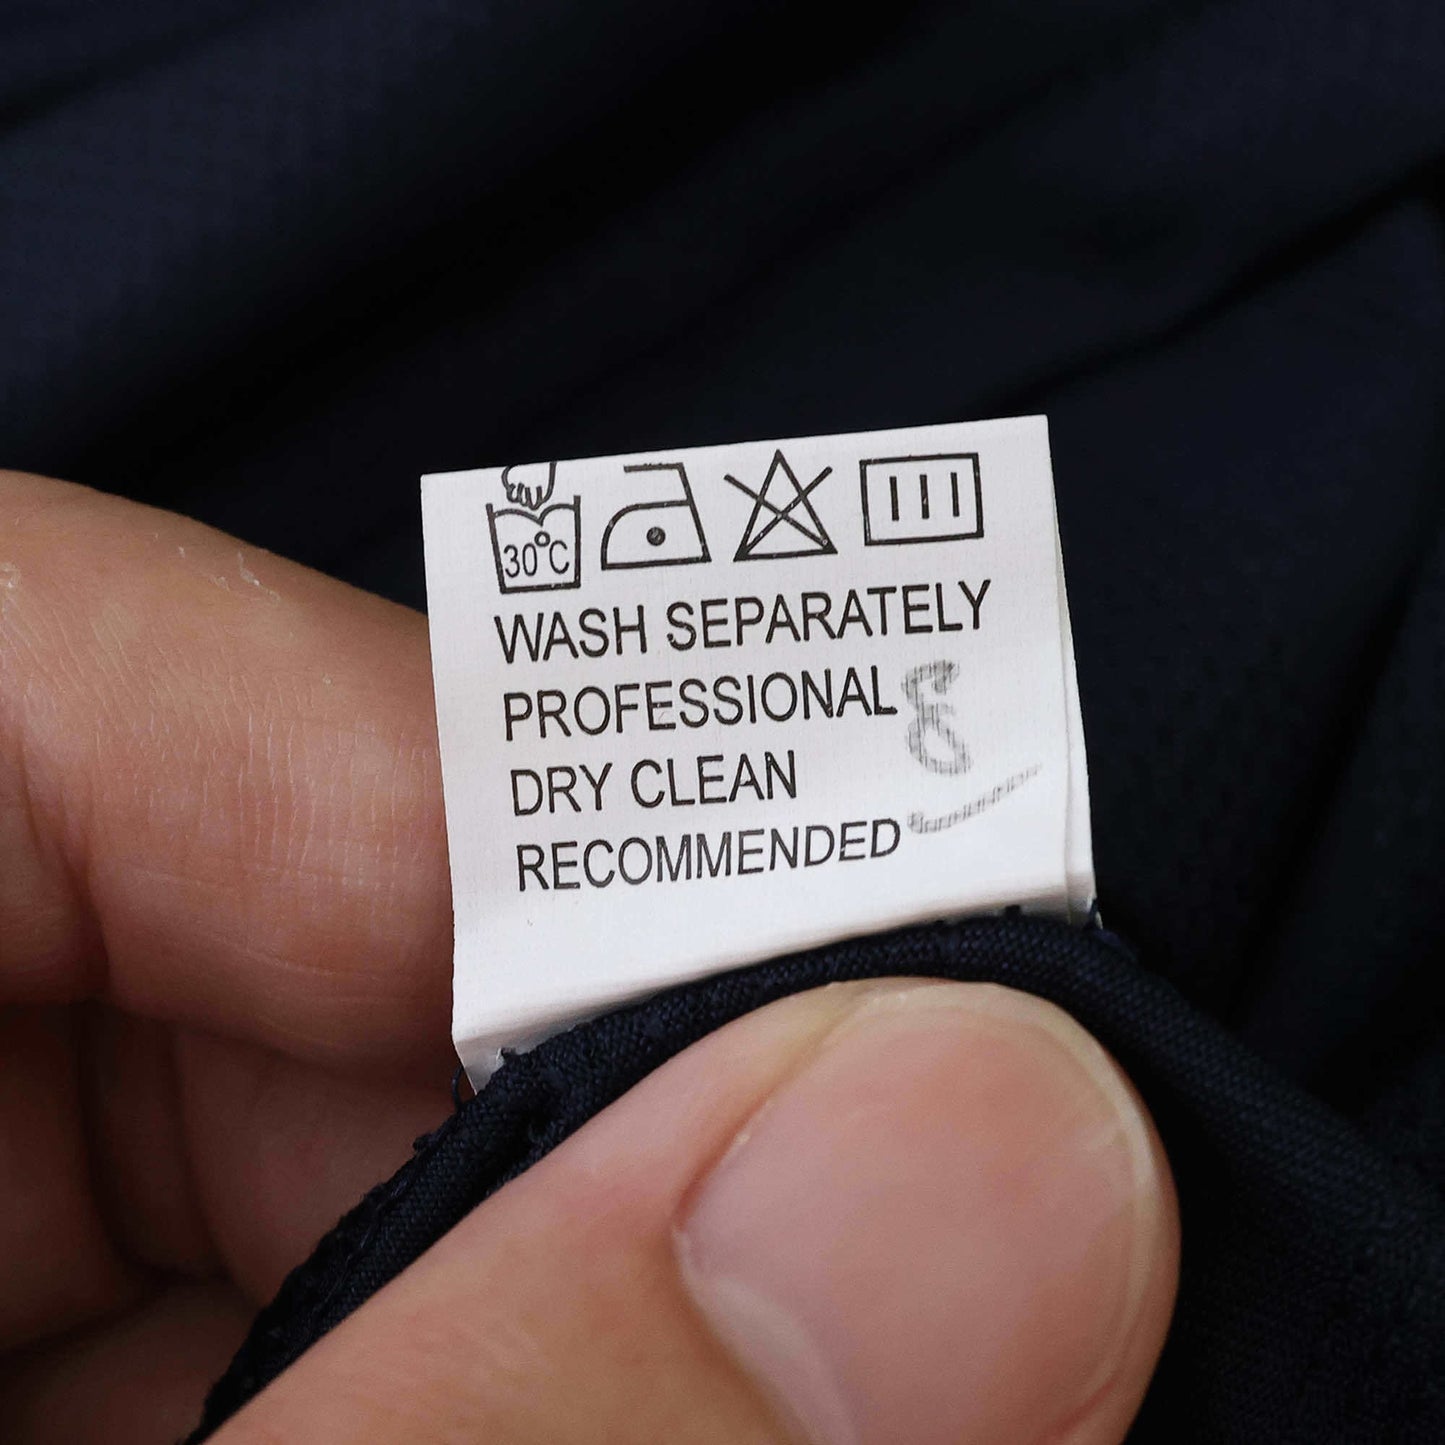 30°C
WASH SEPARATELY
PROFESSIONAL
DRY CLEAN
RECOMMENDED